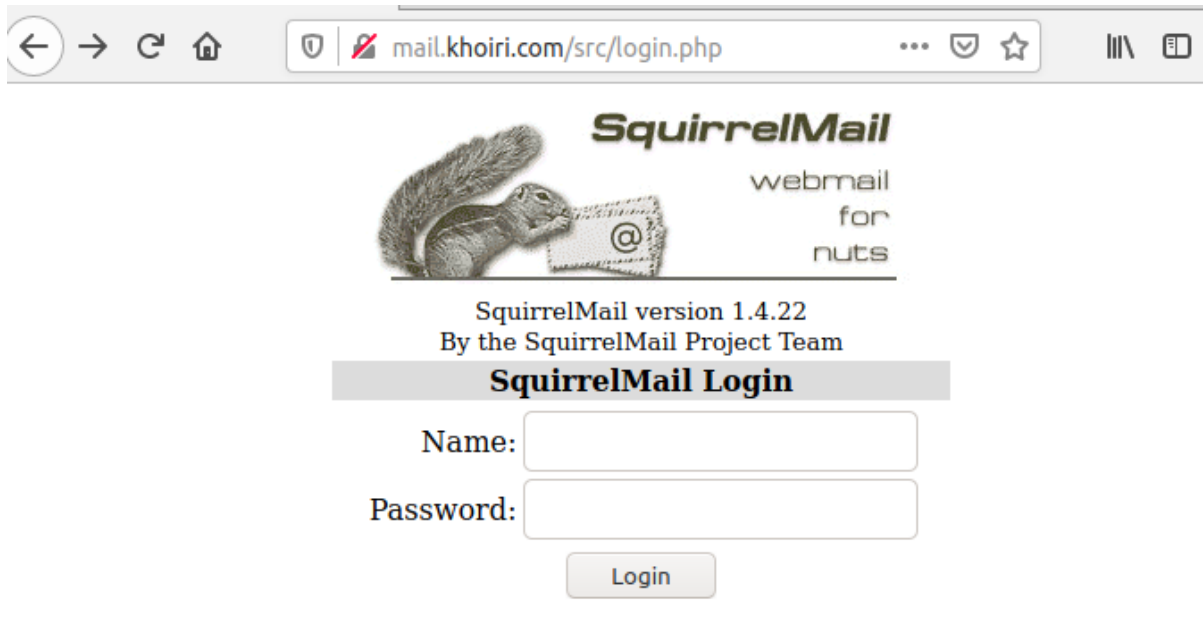 mail.khoiri.com/src/login.php
SquirrelMail
webmail
for
nuts
@
SquirrelMail version 1.4.22
By the SquirrelMail Project Team
SquirrelMail Login
Name:
Password:
Login